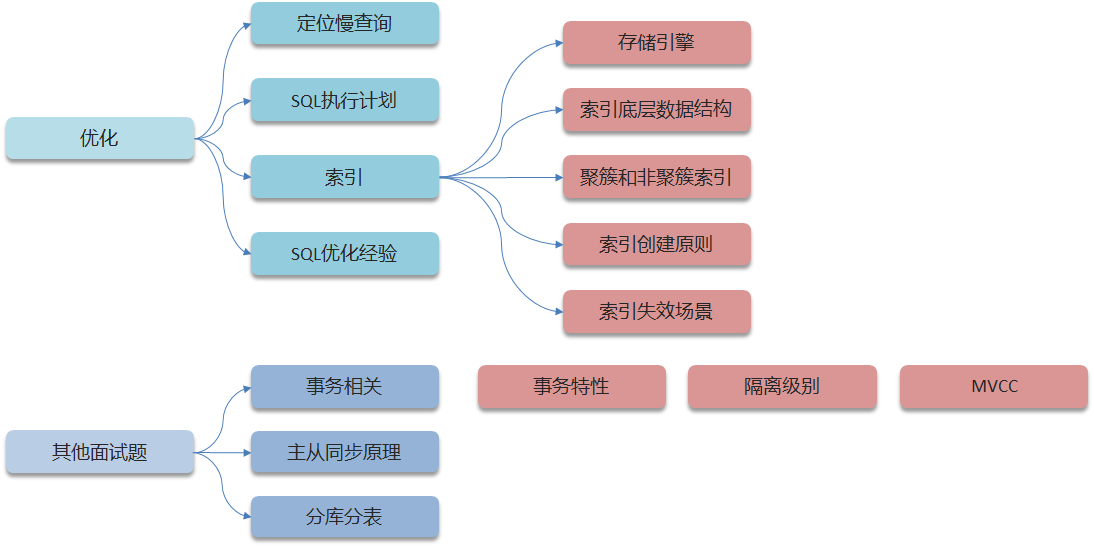 优化
定位慢查询
SQL执行计划
索引
SQL优化经验
存储引擎
索引底层数据结构
聚簇和非聚簇索引
索引创建原则
索引失效场景
其他面试题
事务相关
事务特性
隔离级别
MVCC
主从同步原理
分库分表